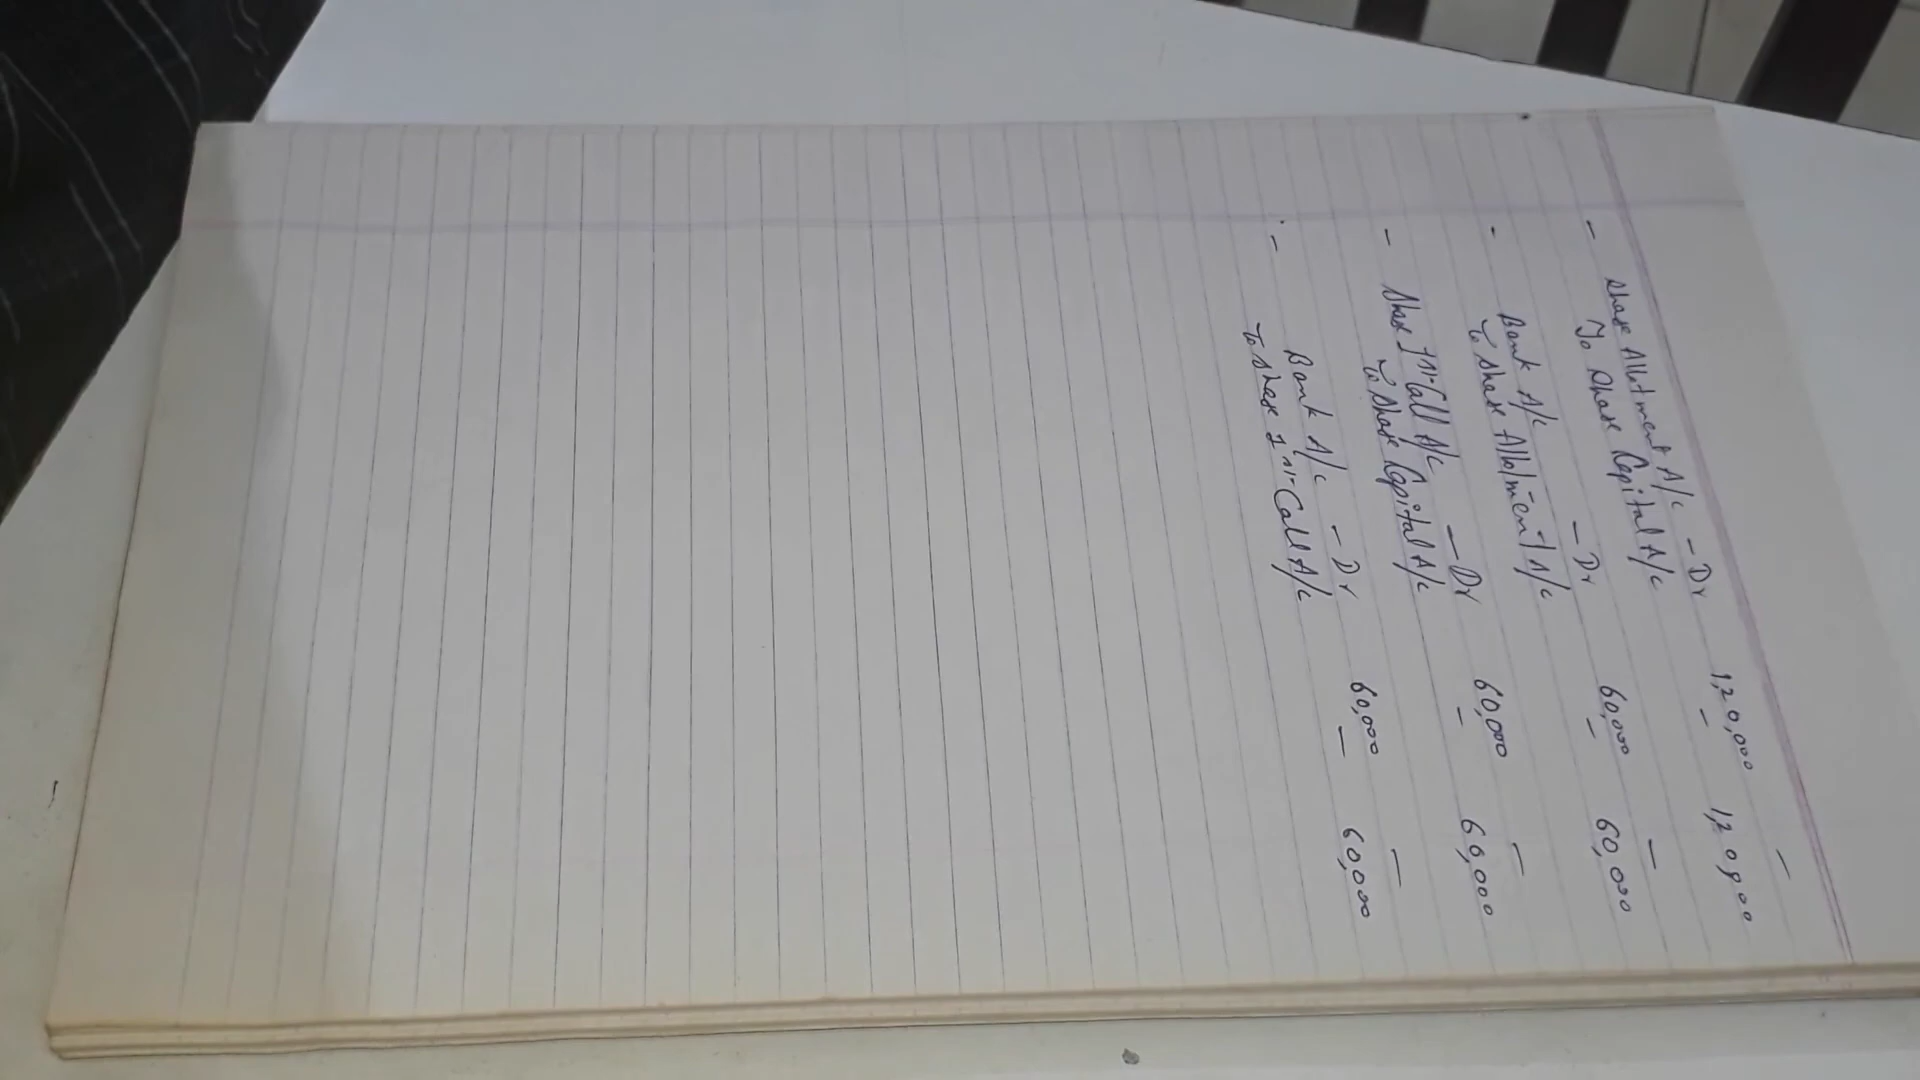 - Share Allotment A/c - Dr 1,20,000 -
To Share Capital A/c 1,20,000
- Bank A/c - Dr 60,000 -
To Share Allotment A/c 60,000
- Share 1st Call A/c - Dr 60,000 -
To Share Capital A/c 60,000
- Bank A/c - Dr 60,000 -
To Share 1st Call A/c 60,000